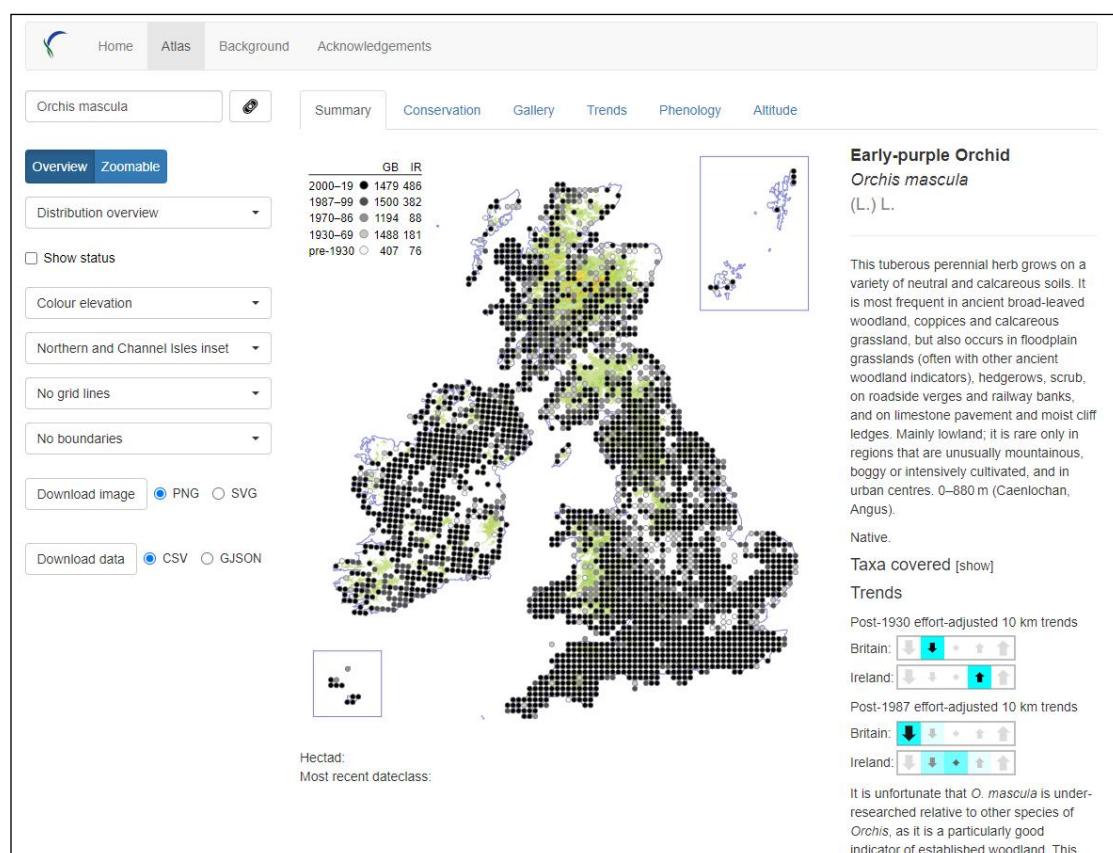 Home Atlas Background Acknowledgements
Orchis mascula
Summary Conservation Gallery Trends Phenology Altitude
Overview Zoomable
Distribution overview
Show status
Colour elevation
Northern and Channel Isles inset
No grid lines
No boundaries
Download image PNG SVG
Download data CSV GJSON
GB IR
2000–19 1479 486
1987–99 1500 382
1970–86 1194 88
1930–69 1488 181
pre-1930 407 76
Hectad:
Most recent dateclass:
Early-purple Orchid
Orchis mascula
(L.) L.
This tuberous perennial herb grows on a
variety of neutral and calcareous soils. It
is most frequent in ancient broad-leaved
woodland, coppices and calcareous
grassland, but also occurs in floodplain
grasslands (often with other ancient
woodland indicators), hedgerows, scrub,
on roadside verges and railway banks,
and on limestone pavement and moist cliff
ledges. Mainly lowland; it is rare only in
regions that are unusually mountainous,
boggy or intensively cultivated, and in
urban centres. 0–880 m (Caenlochan,
Angus).
Native.
Taxa covered [show]
Trends
Post-1930 effort-adjusted 10 km trends
Britain:
Ireland:
Post-1987 effort-adjusted 10 km trends
Britain:
Ireland:
It is unfortunate that O. mascula is under-
researched relative to other species of
Orchis, as it is a particularly good
indicator of established woodland. This